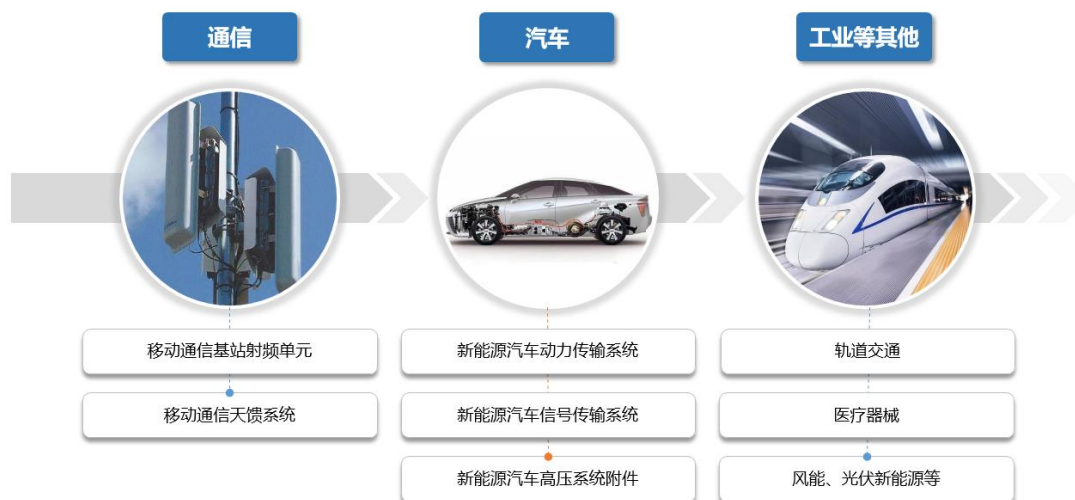 通信
汽车
工业等其他
移动通信基站射频单元
新能源汽车动力传输系统
轨道交通
移动通信天馈系统
新能源汽车信号传输系统
医疗器械
新能源汽车高压系统附件
风能、光伏新能源等